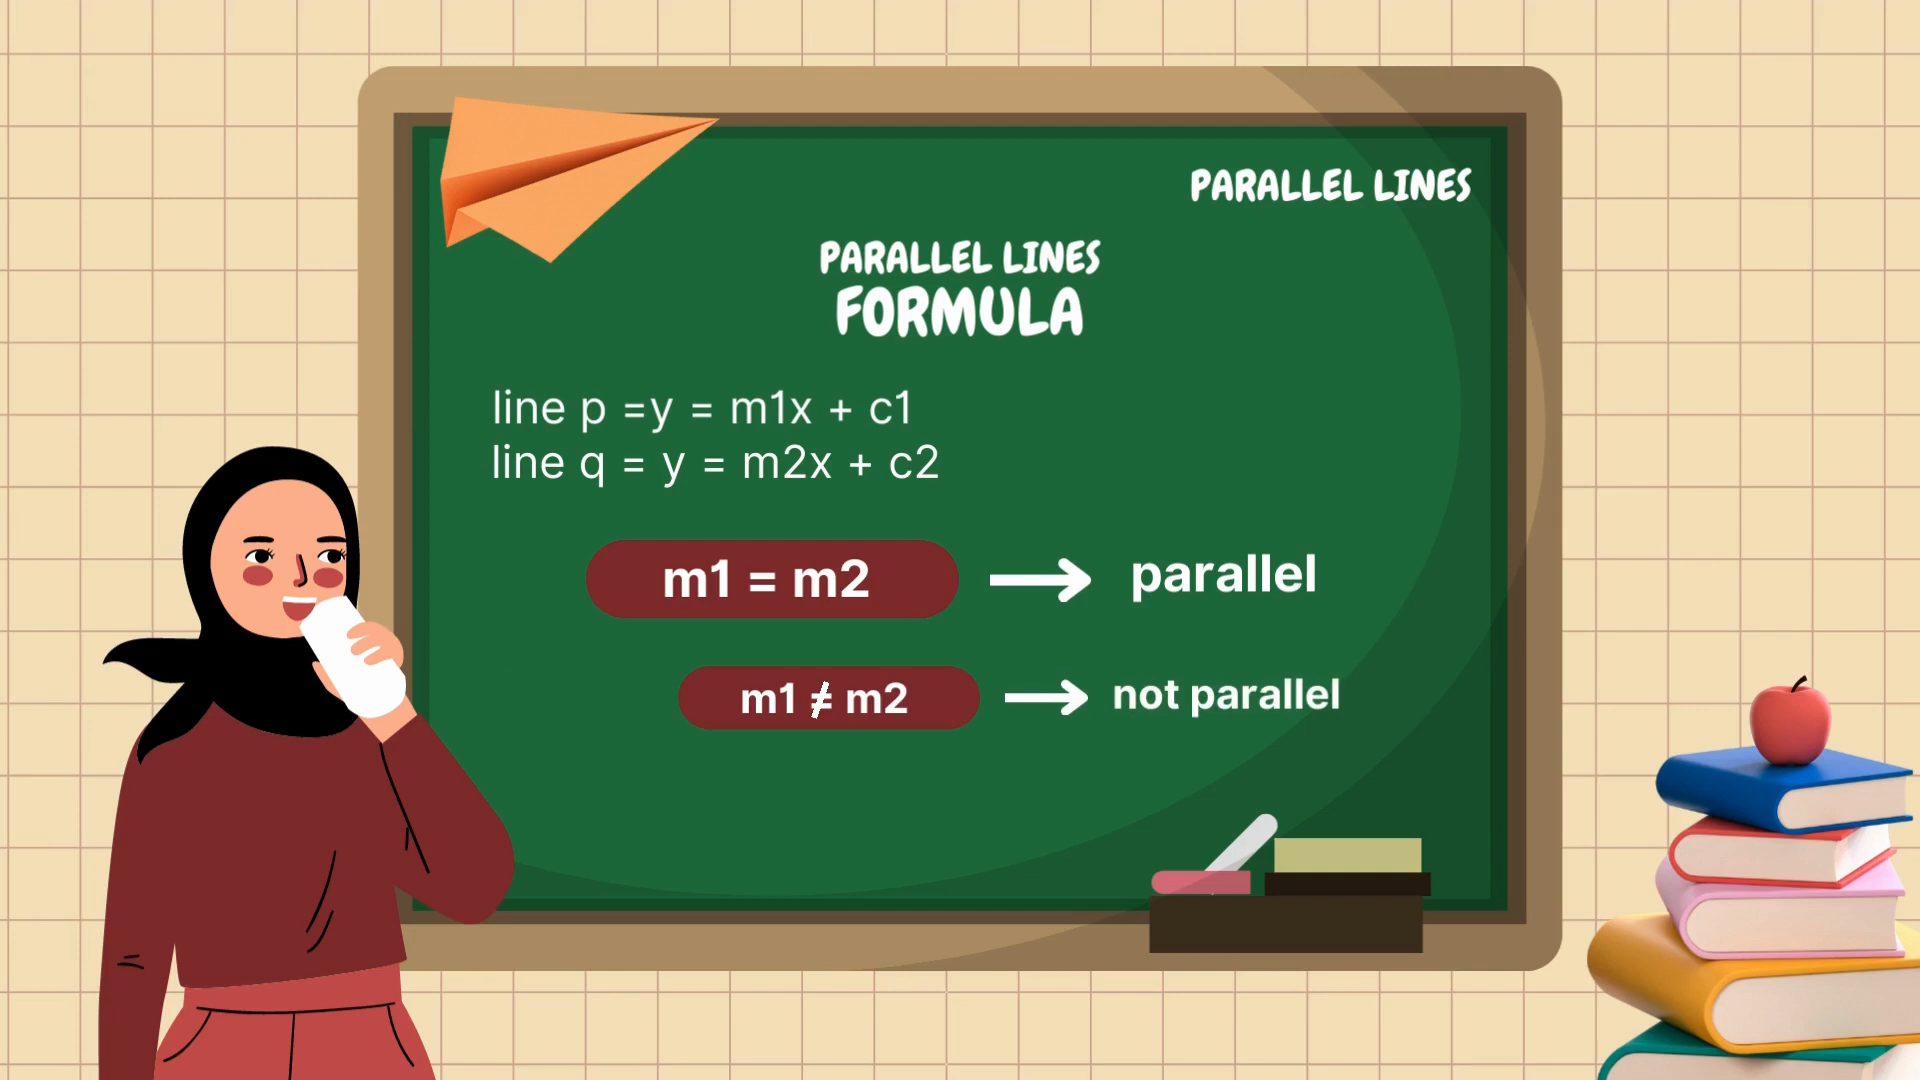 PARALLEL LINES
PARALLEL LINES
FORMULA
line p =y = m1x + c1
line q = y = m2x + c2
m1 = m2 → parallel
m1 ≠ m2 → not parallel